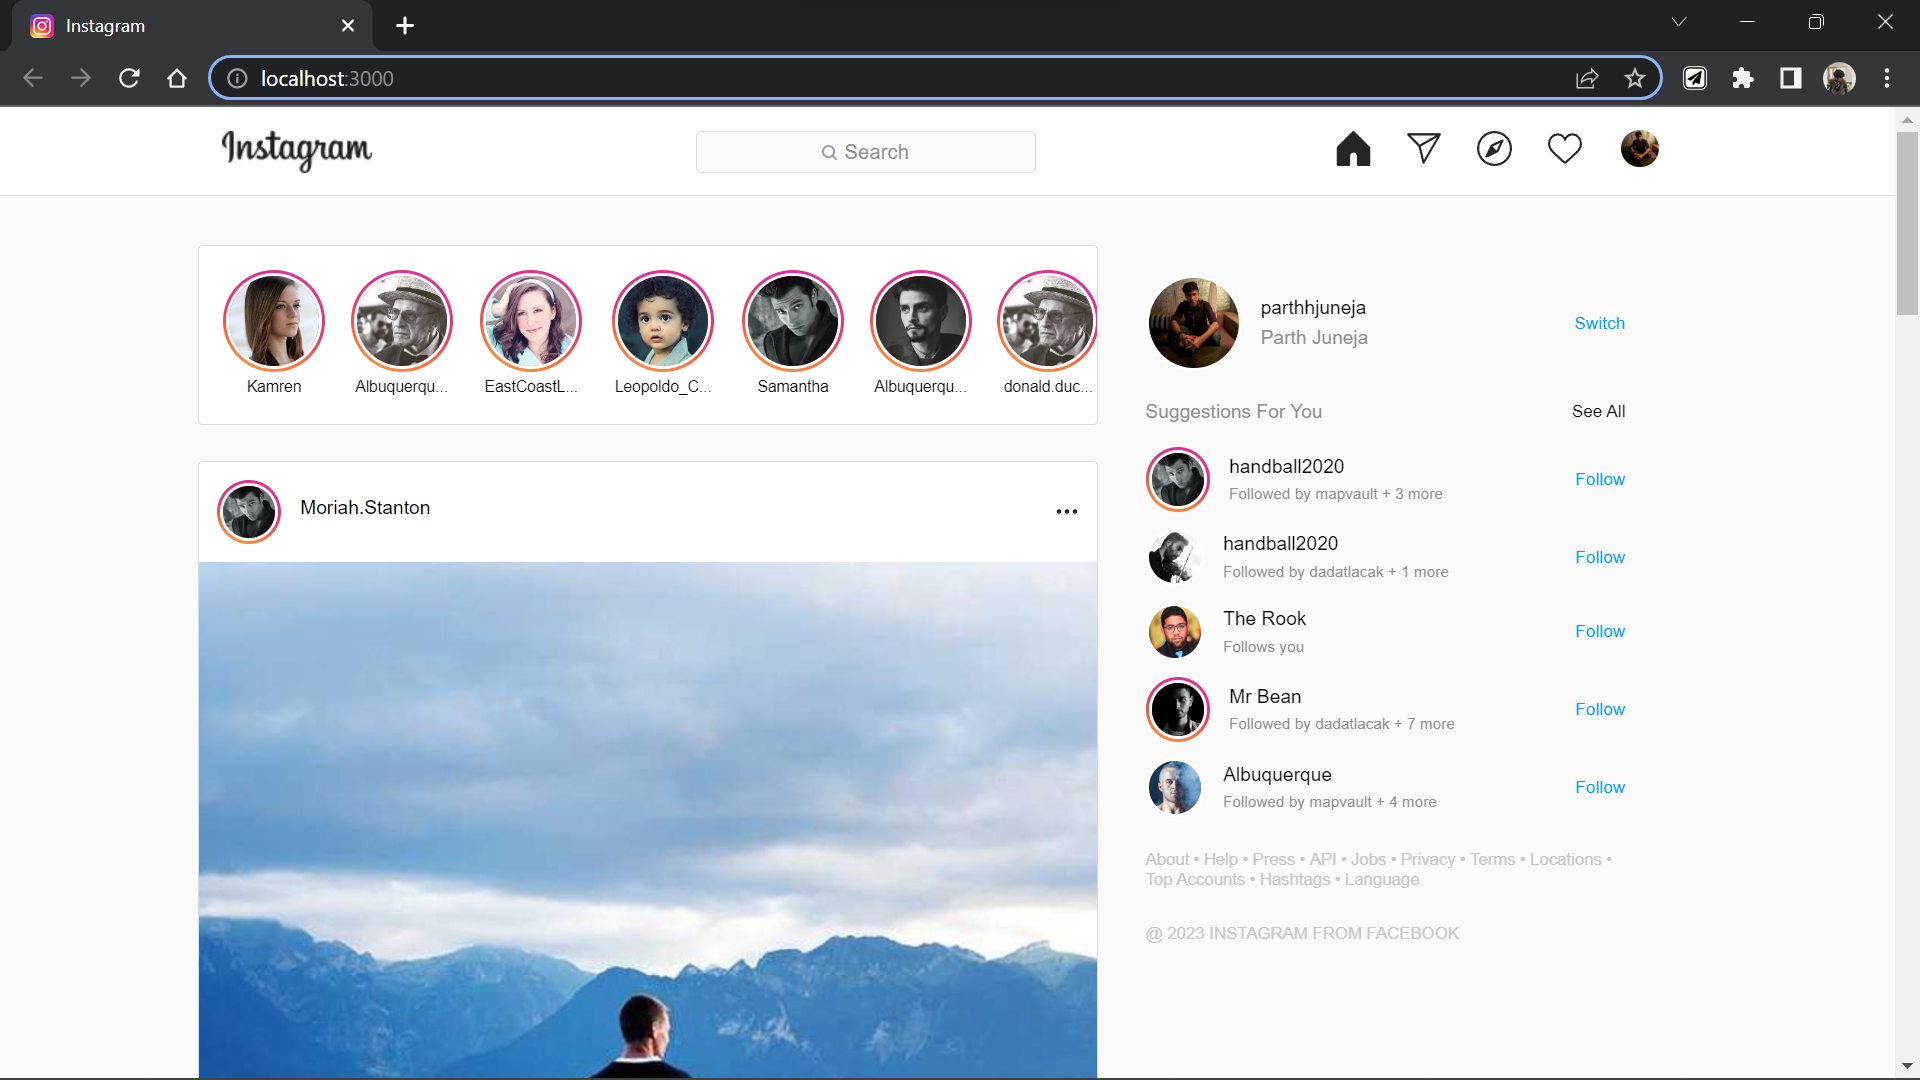 Instagram
localhost:3000
Instagram
Search
Kamren
Albuquerqu...
EastCoastL...
Leopoldo_C...
Samantha
Albuquerqu...
donald.duc...
Moriah.Stanton
parthhjuneja
Parth Juneja
Switch
Suggestions For You
See All
handball2020
Followed by mapvault + 3 more
Follow
handball2020
Followed by dadatlacak + 1 more
Follow
The Rook
Follows you
Follow
Mr Bean
Followed by dadatlacak + 7 more
Follow
Albuquerque
Followed by mapvault + 4 more
Follow
About • Help • Press • API • Jobs • Privacy • Terms • Locations •
Top Accounts • Hashtags • Language
@ 2023 INSTAGRAM FROM FACEBOOK